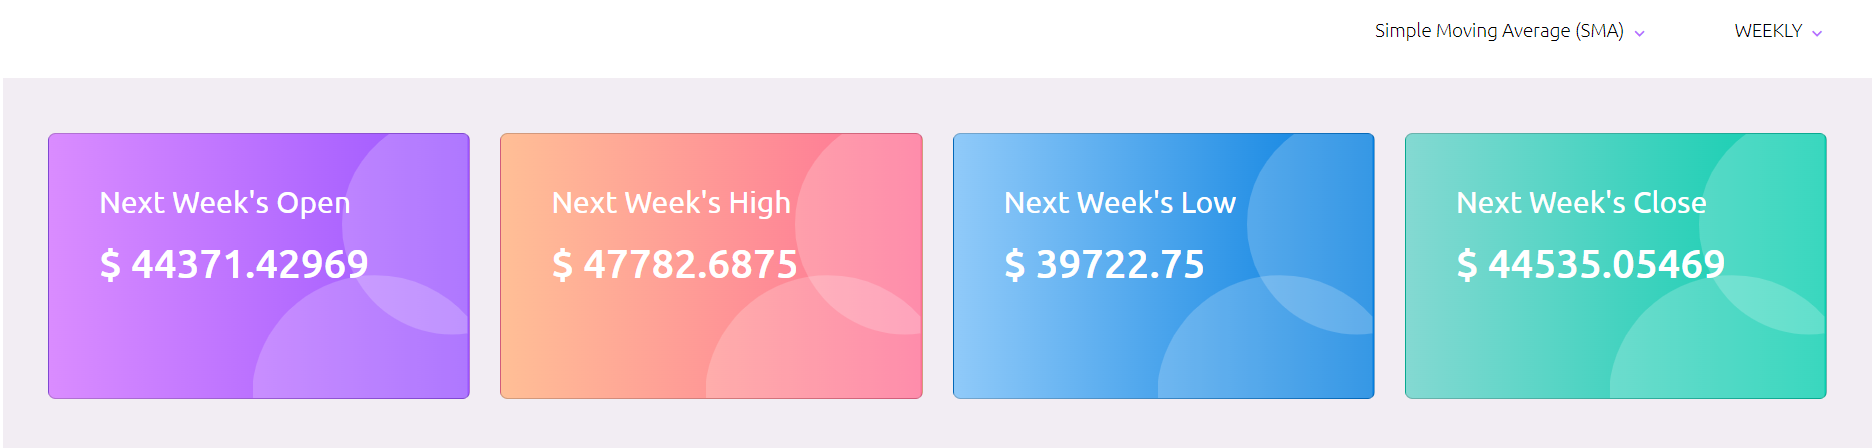 Simple Moving Average (SMA) WEEKLY
Next Week's Open
$ 44371.42969
Next Week's High
$ 47782.6875
Next Week's Low
$ 39722.75
Next Week's Close
$ 44535.05469